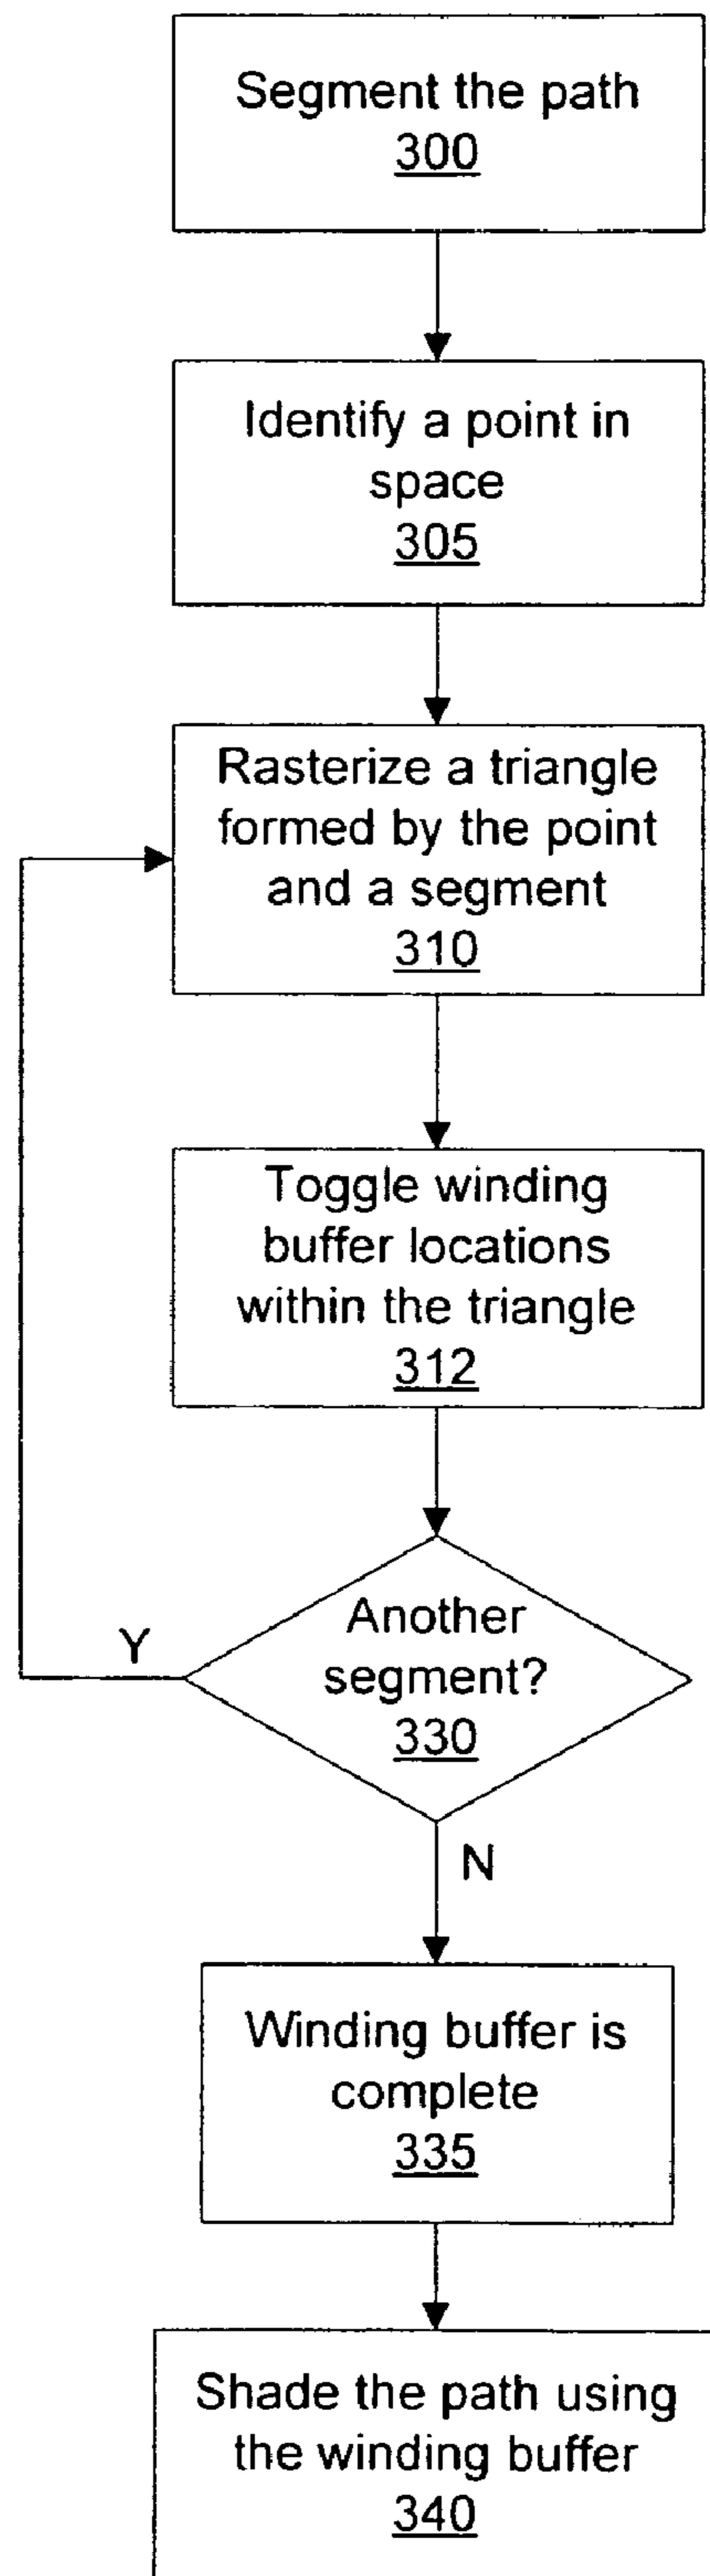 Segment the path
300
Identify a point in
space
305
Rasterize a triangle
formed by the point
and a segment
310
Toggle winding
buffer locations
within the triangle
312
Another
segment?
330
Y
N
Winding buffer is
complete
335
Shade the path using
the winding buffer
340